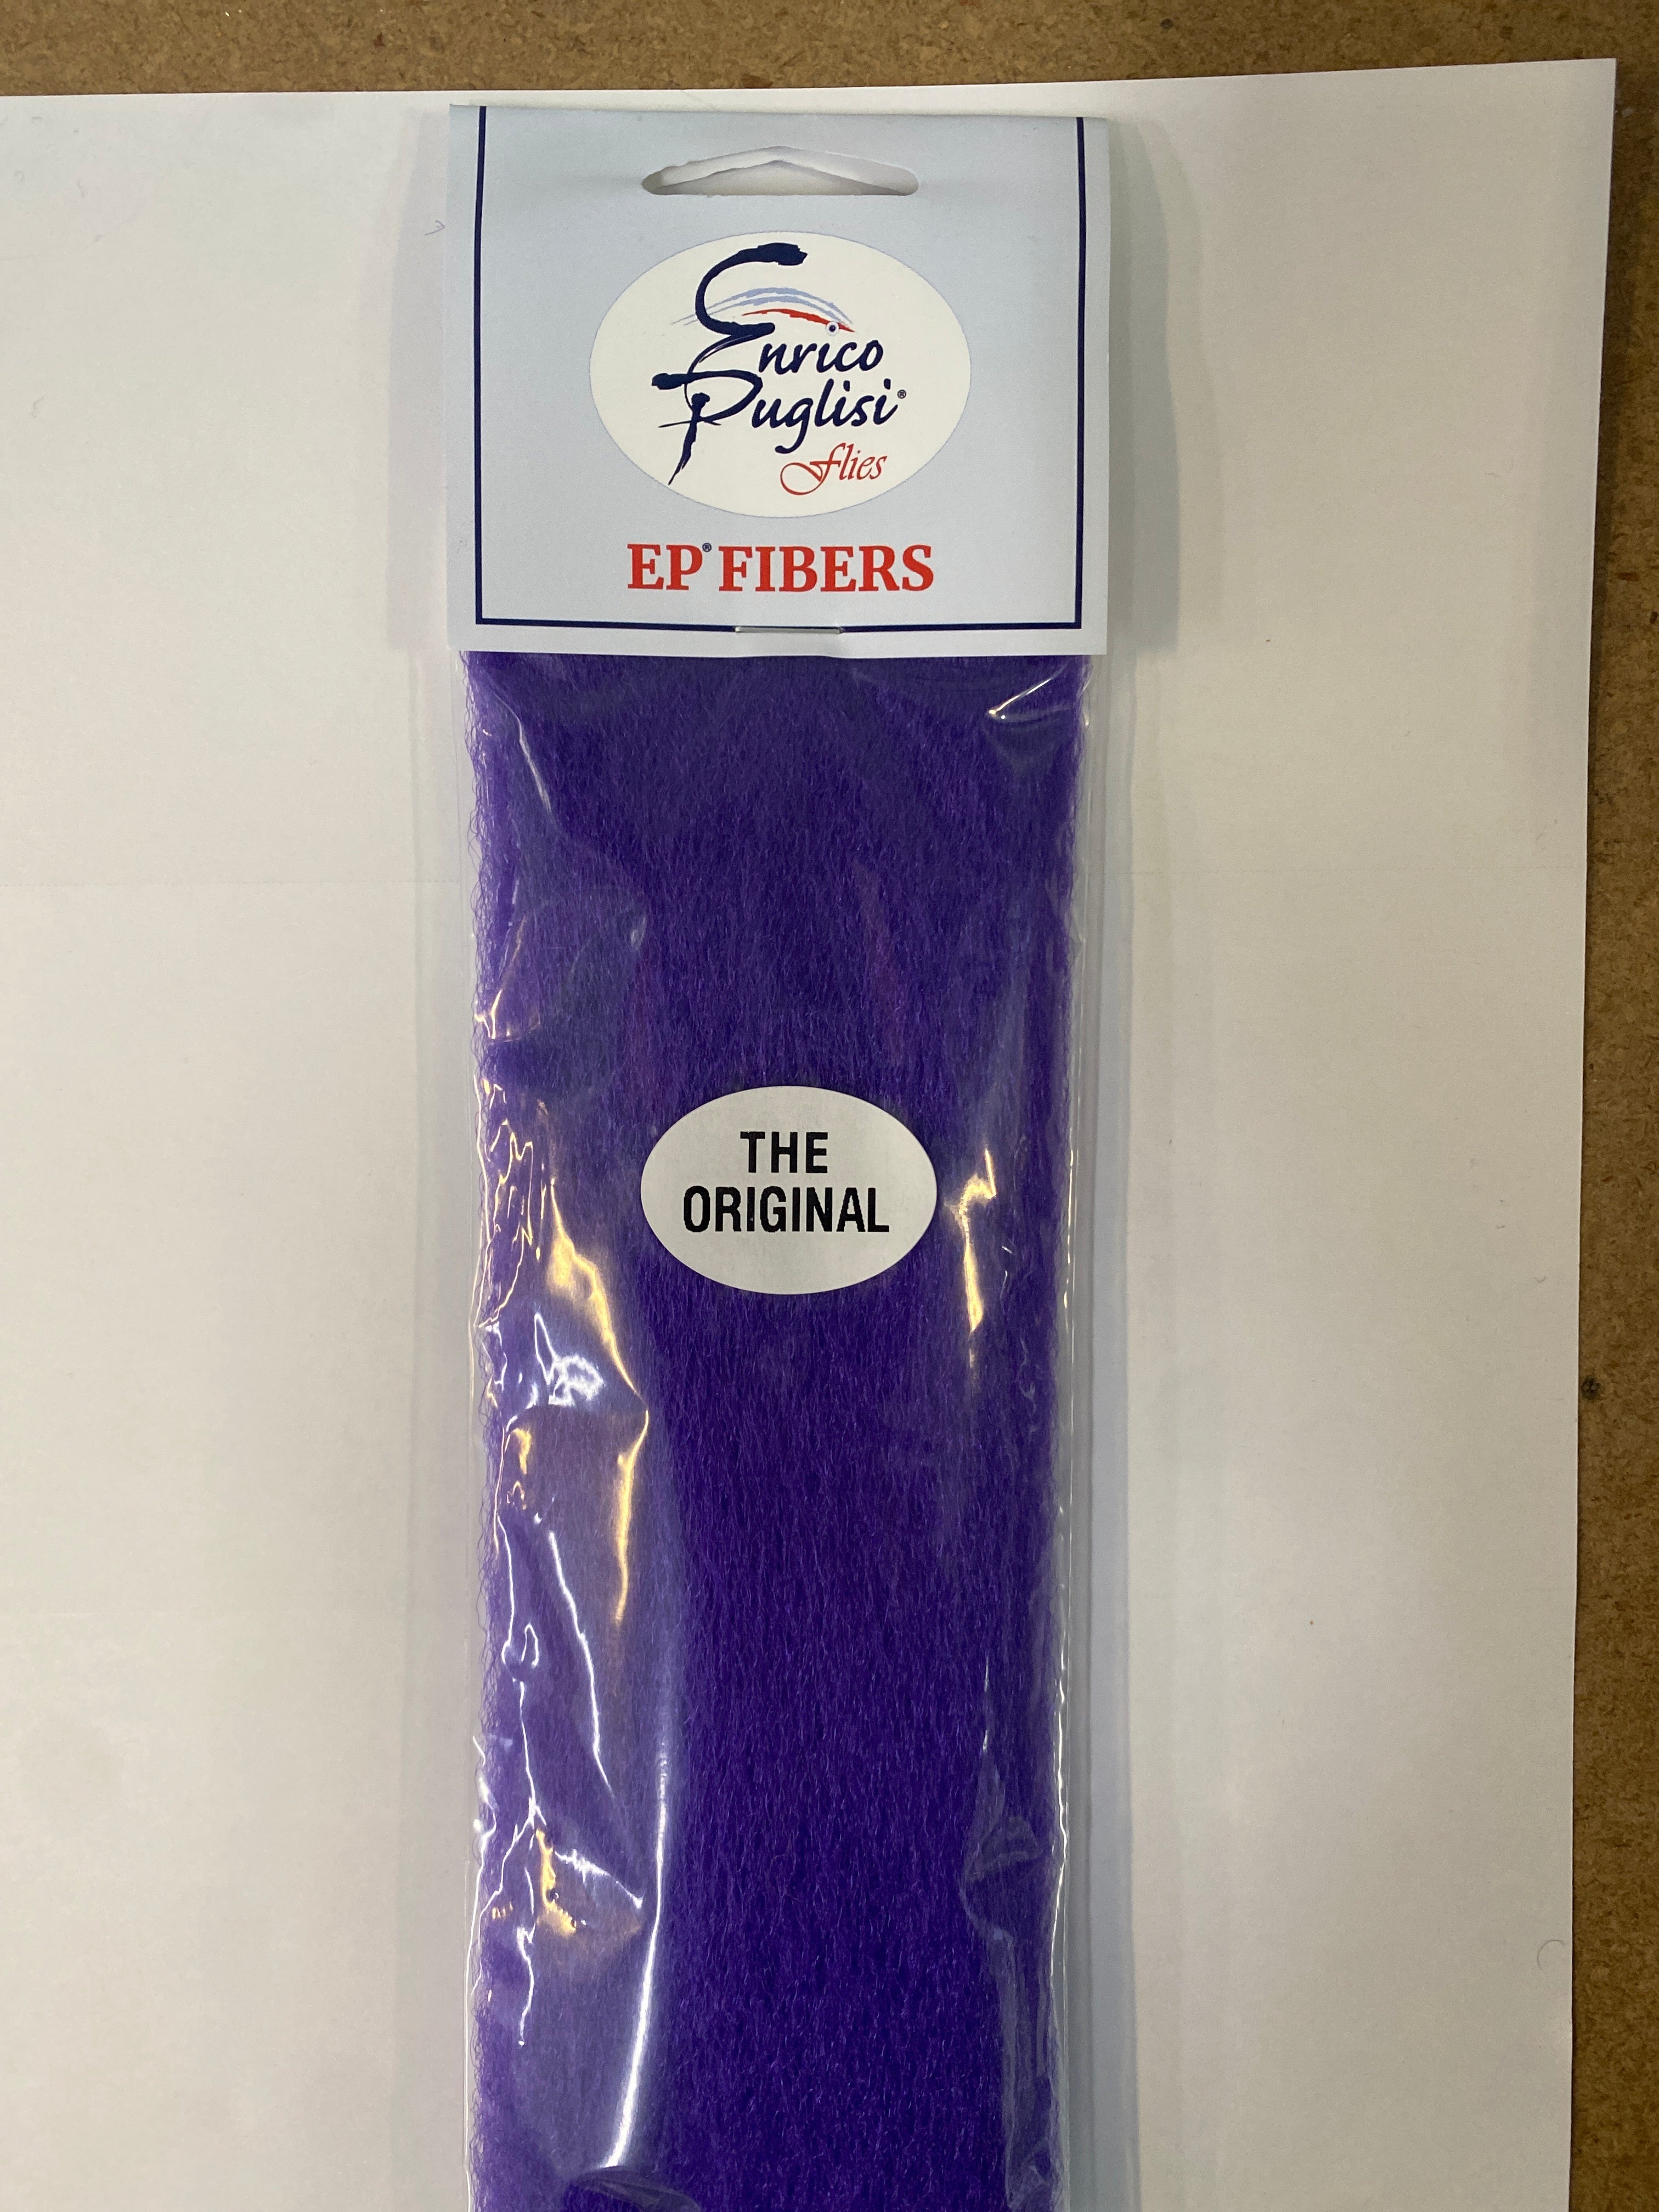 Enrico
Puglisi®
flies
EP® FIBERS
THE
ORIGINAL